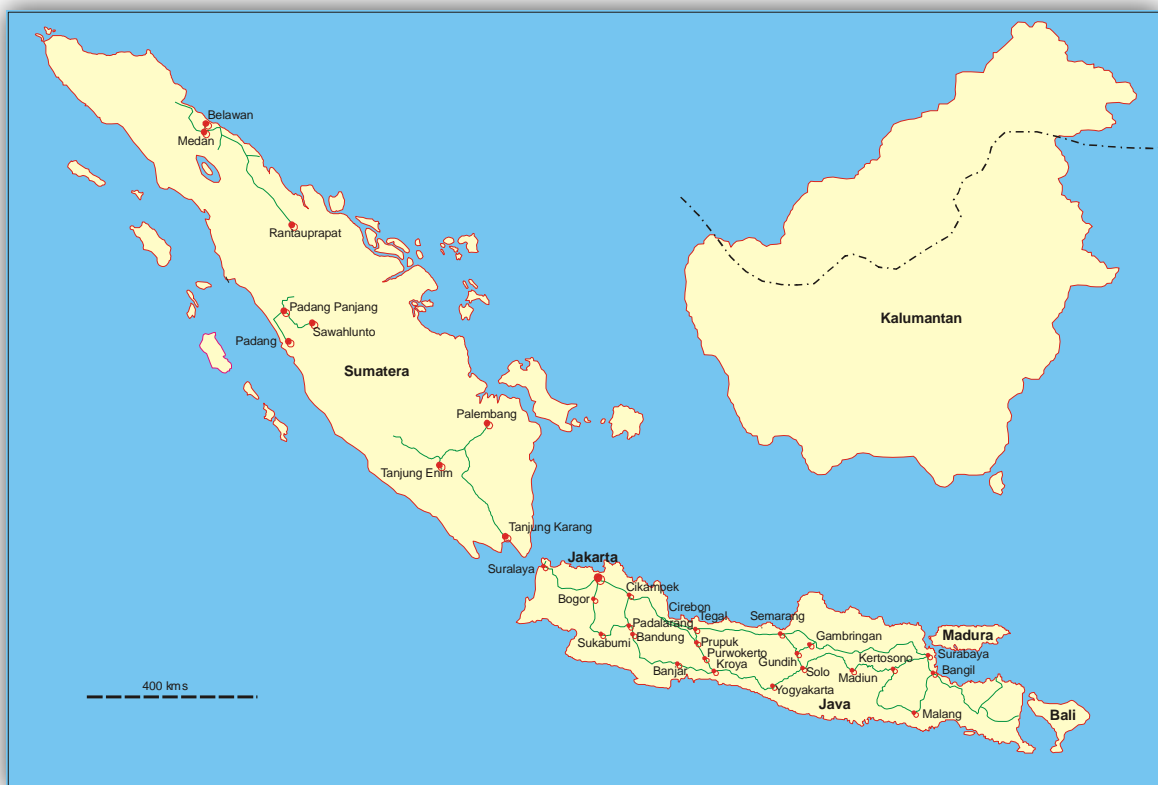 Belawan
Medan
Rantauprapat
Padang Panjang
Sawahlunto
Padang
Sumatera
Kalumantan
Palembang
Tanjung Enim
Tanjung Karang
Jakarta
Suralaya
Cikampek
Bogor
Cirebon
Tegal
Semarang
Padalarang
Bandung
Sukabumi
Prupuk
Purwokerto
Kroya
Banjar
Gambringan
Gundih
Kertosono
Solo
Madiun
Madura
Surabaya
Bangil
Yogyakarta
Java
Malang
Bali
400 kms